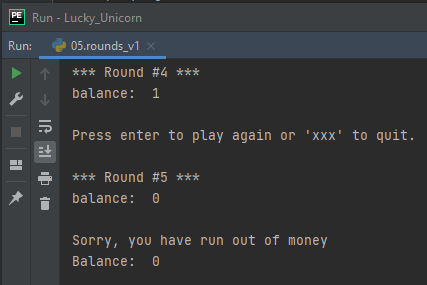 PE
Run - Lucky_Unicorn
Run: 05.rounds_v1
*** Round #4 ***
balance:  1
Press enter to play again or 'xxx' to quit.
*** Round #5 ***
balance:  0
Sorry, you have run out of money
Balance:  0